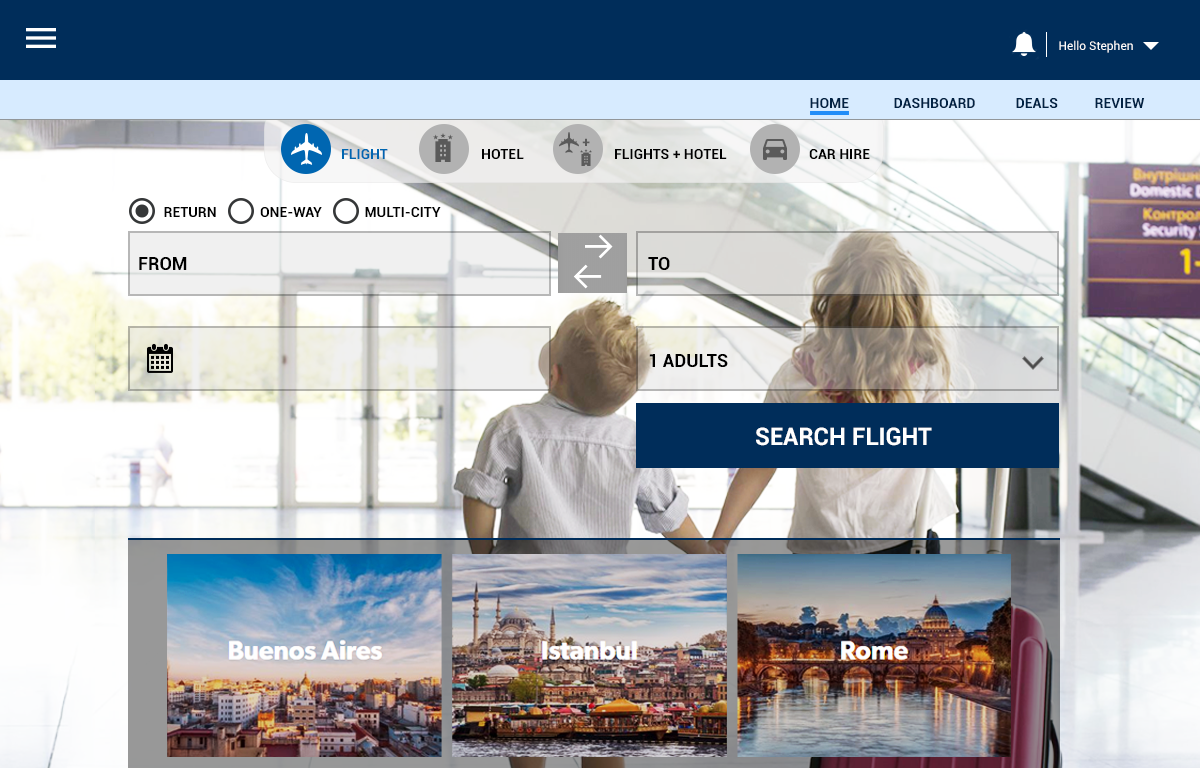 Hello Stephen
HOME DASHBOARD DEALS REVIEW
FLIGHT HOTEL FLIGHTS + HOTEL CAR HIRE
Внутрішн
Domestic D
RETURN ONE-WAY MULTI-CITY
Контро
Security
1-
FROM TO
1 ADULTS
SEARCH FLIGHT
Buenos Aires Istanbul Rome